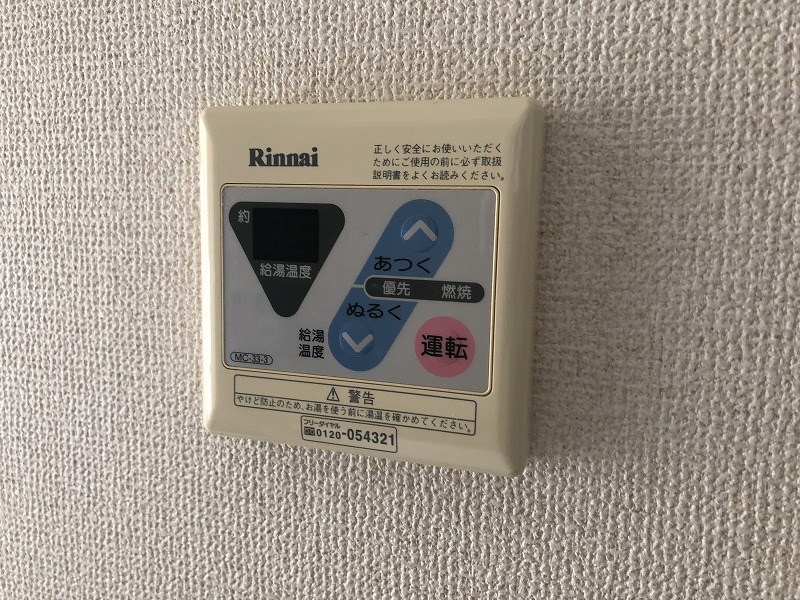 Rinnai
正しく安全にお使いいただく
ためにご使用の前に必ず取扱
説明書をよくお読みください。
約
給湯温度
あつく
優先 燃焼
ぬるく
給湯
温度
運転
MC-33-3
⚠ 警告
やけど防止のため、お湯を使う前に湯温を確かめてください。
フリーダイヤル
0120-054321